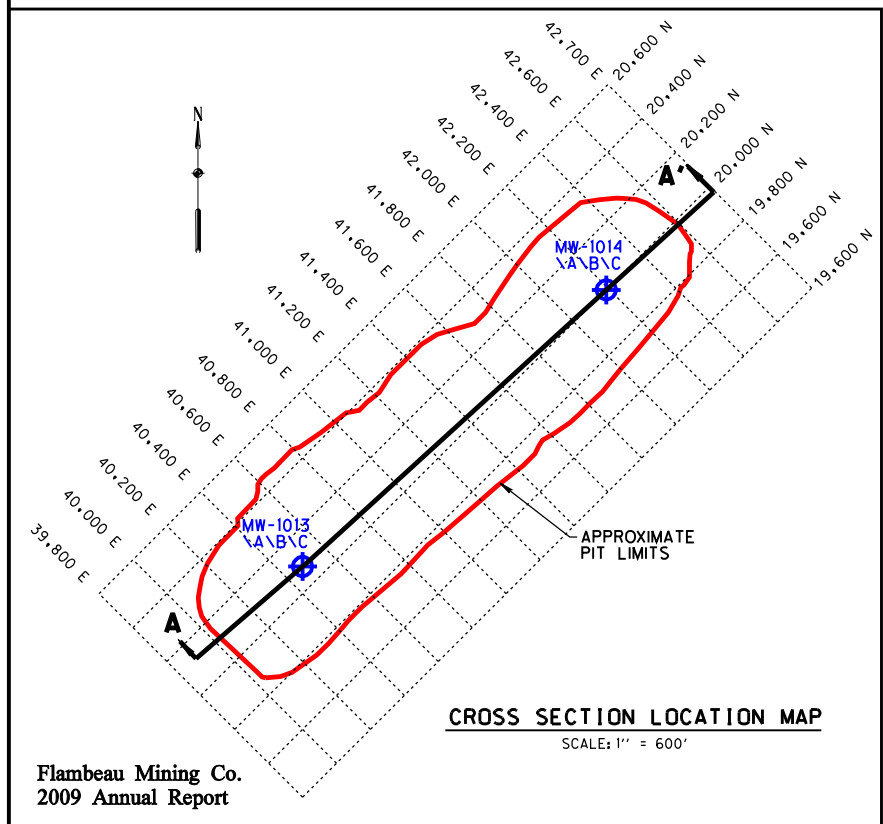 N
42,700 E
42,600 E
42,400 E
42,200 E
42,000 E
41,800 E
41,600 E
41,400 E
41,200 E
41,000 E
40,800 E
40,600 E
40,400 E
40,200 E
40,000 E
39,800 E
20,600 N
20,400 N
20,200 N
20,000 N
19,800 N
19,600 N
19,600 N
A'
MW-1014
\A\B\C
MW-1013
\A\B\C
A
APPROXIMATE
PIT LIMITS
CROSS SECTION LOCATION MAP
SCALE: 1'' = 600'
Flambeau Mining Co.
2009 Annual Report